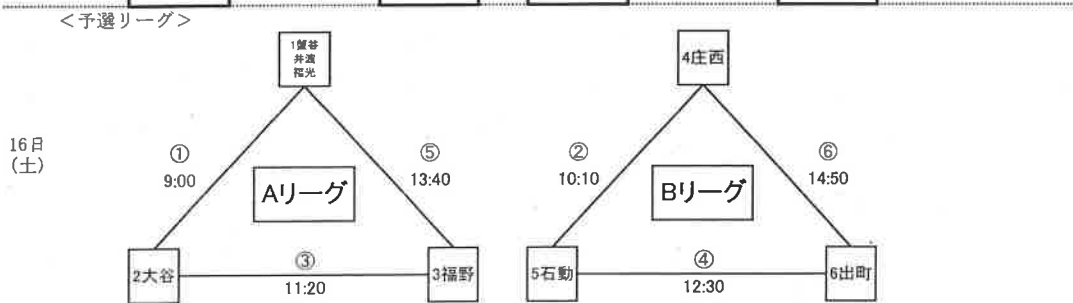 <予選リーグ>
1蟹谷
井波
福光
4庄西
16日
(土)
①
9:00
⑤
13:40
②
10:10
⑥
14:50
Aリーグ
Bリーグ
2大谷
③
11:20
3福野
5石動
④
12:30
6出町